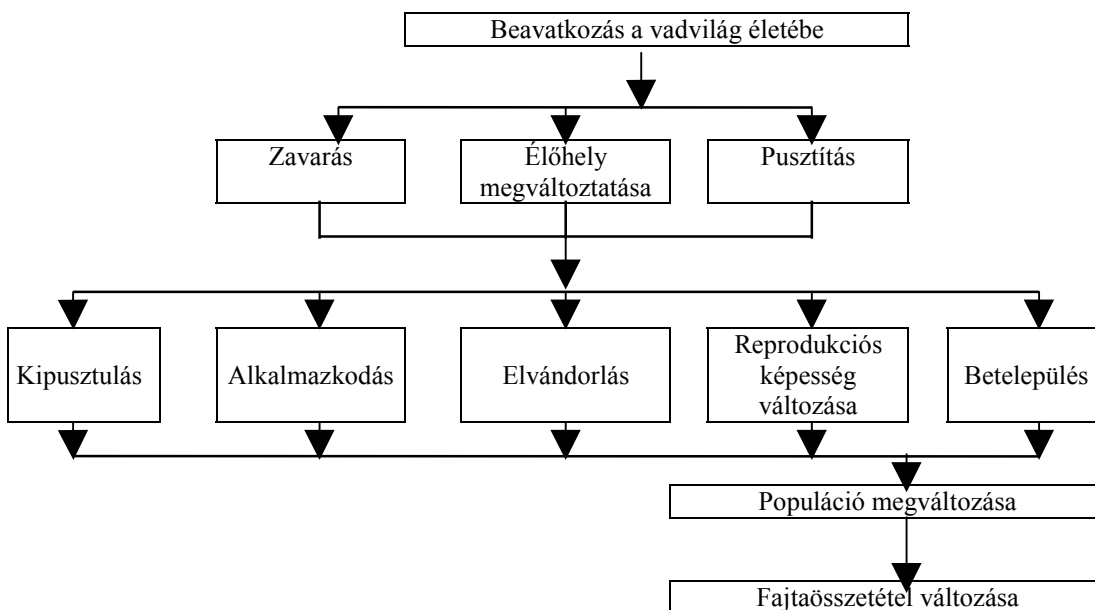 Beavatkozás a vadvilág életébe
Zavarás
Élőhely
megváltoztatása
Pusztítás
Kipusztulás
Alkalmazkodás
Elvándorlás
Reprodukciós
képesség
változása
Betelepülés
Populáció megváltozása
Fajtaösszetétel változása